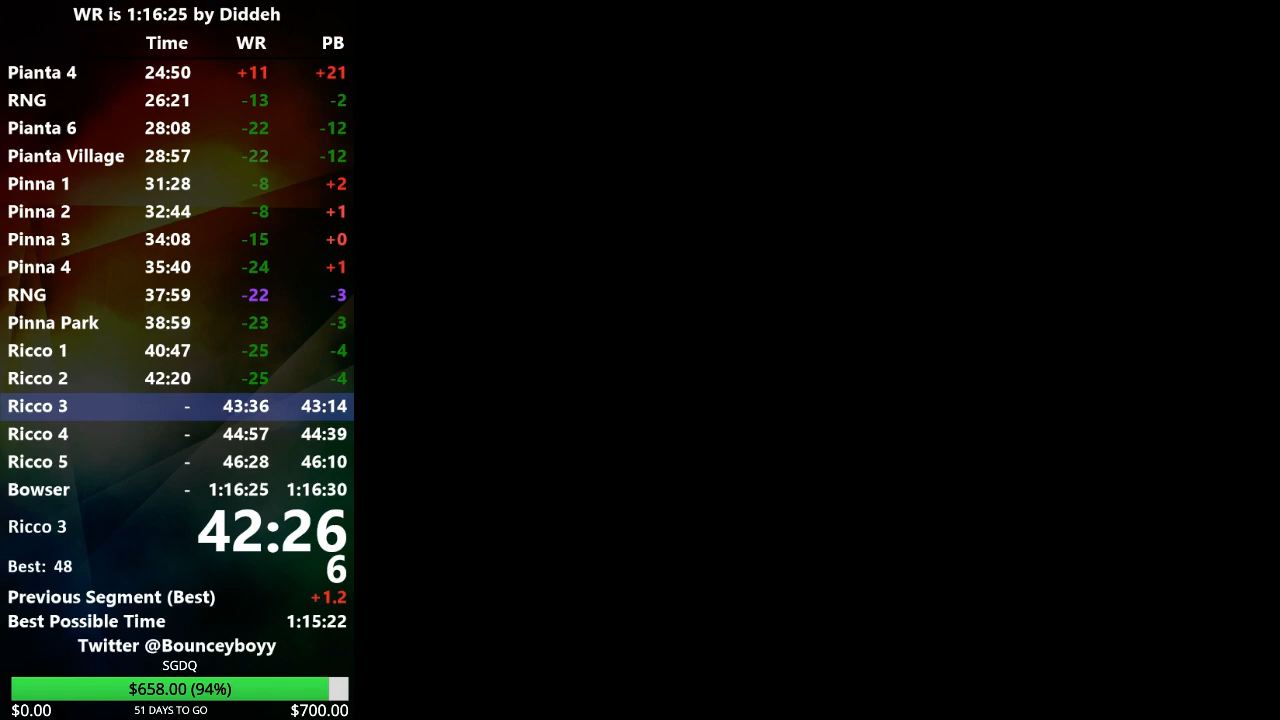 WR is 1:16:25 by Diddeh
Time WR PB
Pianta 4 24:50 +11 +21
RNG 26:21 -13 -2
Pianta 6 28:08 -22 -12
Pianta Village 28:57 -22 -12
Pinna 1 31:28 -8 +2
Pinna 2 32:44 -8 +1
Pinna 3 34:08 -15 +0
Pinna 4 35:40 -24 +1
RNG 37:59 -22 -3
Pinna Park 38:59 -23 -3
Ricco 1 40:47 -25 -4
Ricco 2 42:20 -25 -4
Ricco 3 - 43:36 43:14
Ricco 4 - 44:57 44:39
Ricco 5 - 46:28 46:10
Bowser - 1:16:25 1:16:30
Ricco 3 42:26
Best: 48 6
Previous Segment (Best) +1.2
Best Possible Time 1:15:22
Twitter @Bounceyboyy
SGDQ
$658.00 (94%)
$0.00 51 DAYS TO GO $700.00